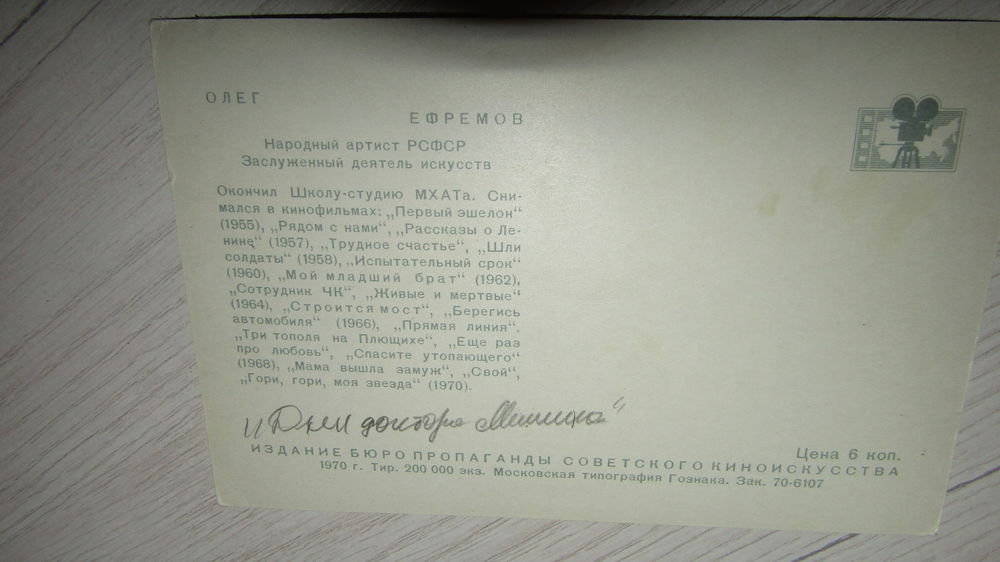 ОЛЕГ
ЕФРЕМОВ
Народный артист РСФСР
Заслуженный деятель искусств
Окончил Школу-студию МХАТа. Сни-
мался в кинофильмах: „Первый эшелон“
(1955), „Рядом с нами“, „Рассказы о Ле-
нине“ (1957), „Трудное счастье“, „Шли
солдаты“ (1958), „Испытательный срок“
(1960), „Мой младший брат“ (1962),
„Сотрудник ЧК“, „Живые и мертвые“
(1964), „Строится мост“, „Берегись
автомобиля“ (1966), „Прямая линия“,
„Три тополя на Плющихе“, „Еще раз
про любовь“, „Спасите утопающего“
(1968), „Мама вышла замуж“, „Свой“,
„Гори, гори, моя звезда“ (1970).
„Дни доктора
Цена 6 коп.
ИЗДАНИЕ БЮРО ПРОПАГАНДЫ СОВЕТСКОГО КИНОИСКУССТВА
1970 г. Тир. 200 000 экз. Московская типография Гознака. Зак. 70-6107